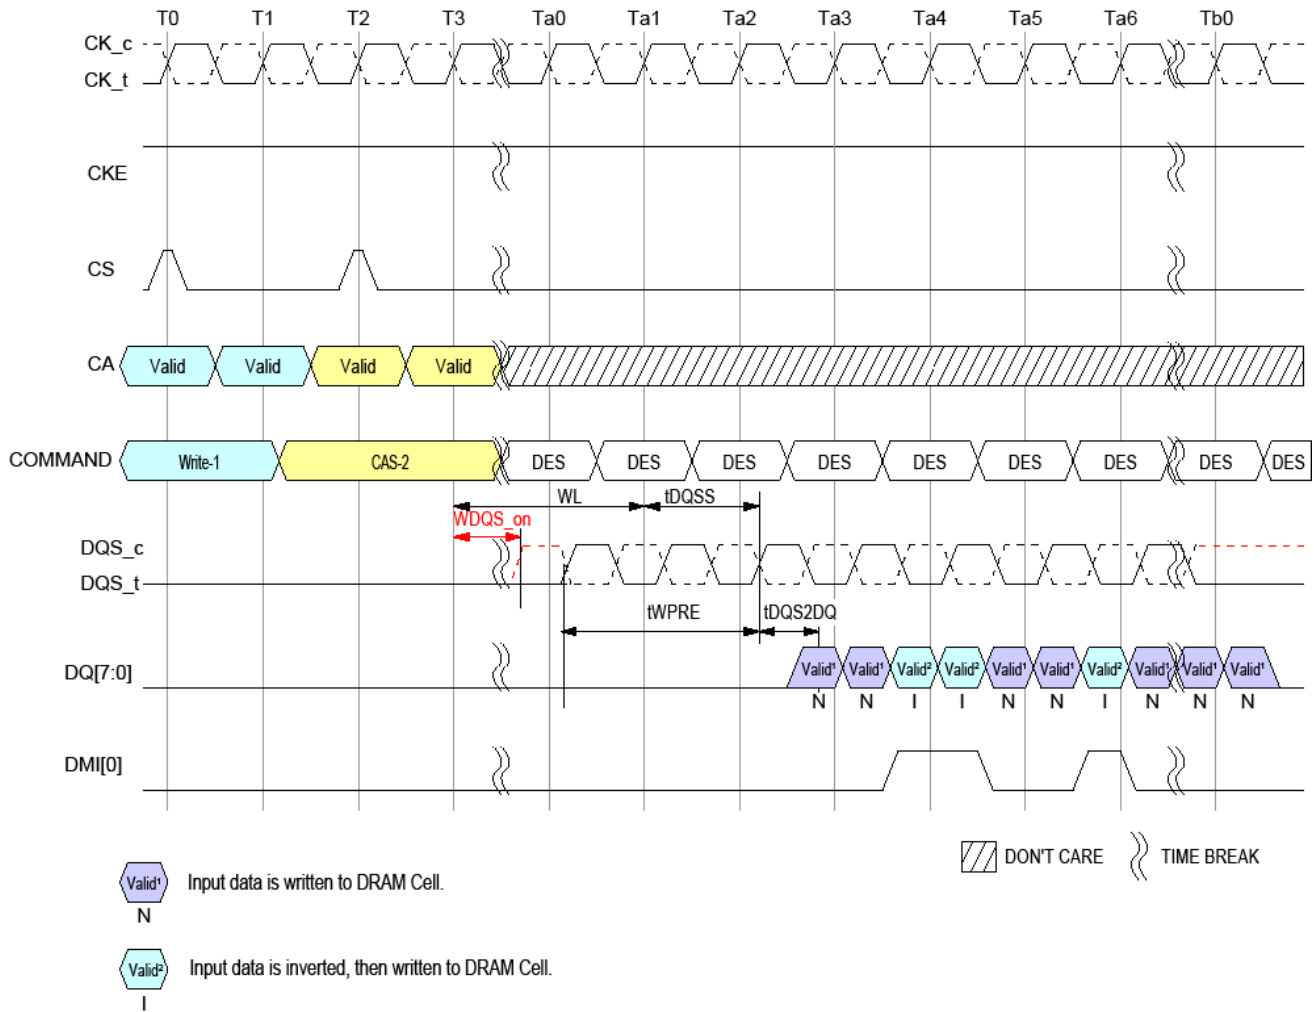 T0 T1 T2 T3 Ta0 Ta1 Ta2 Ta3 Ta4 Ta5 Ta6 Tb0
CK_c
CK_t
CKE
CS
CA Valid Valid Valid Valid
COMMAND Write-1 CAS-2 DES DES DES DES DES DES DES DES DES
WL tDQSS
WDQS_on
DQS_c
DQS_t
tWPRE tDQS2DQ
DQ[7:0] Valid¹ Valid¹ Valid² Valid² Valid¹ Valid¹ Valid² Valid¹ Valid¹ Valid¹
N N I I N N I N N N
DMI[0]
DON'T CARE TIME BREAK
Valid¹ Input data is written to DRAM Cell.
N
Valid² Input data is inverted, then written to DRAM Cell.
I